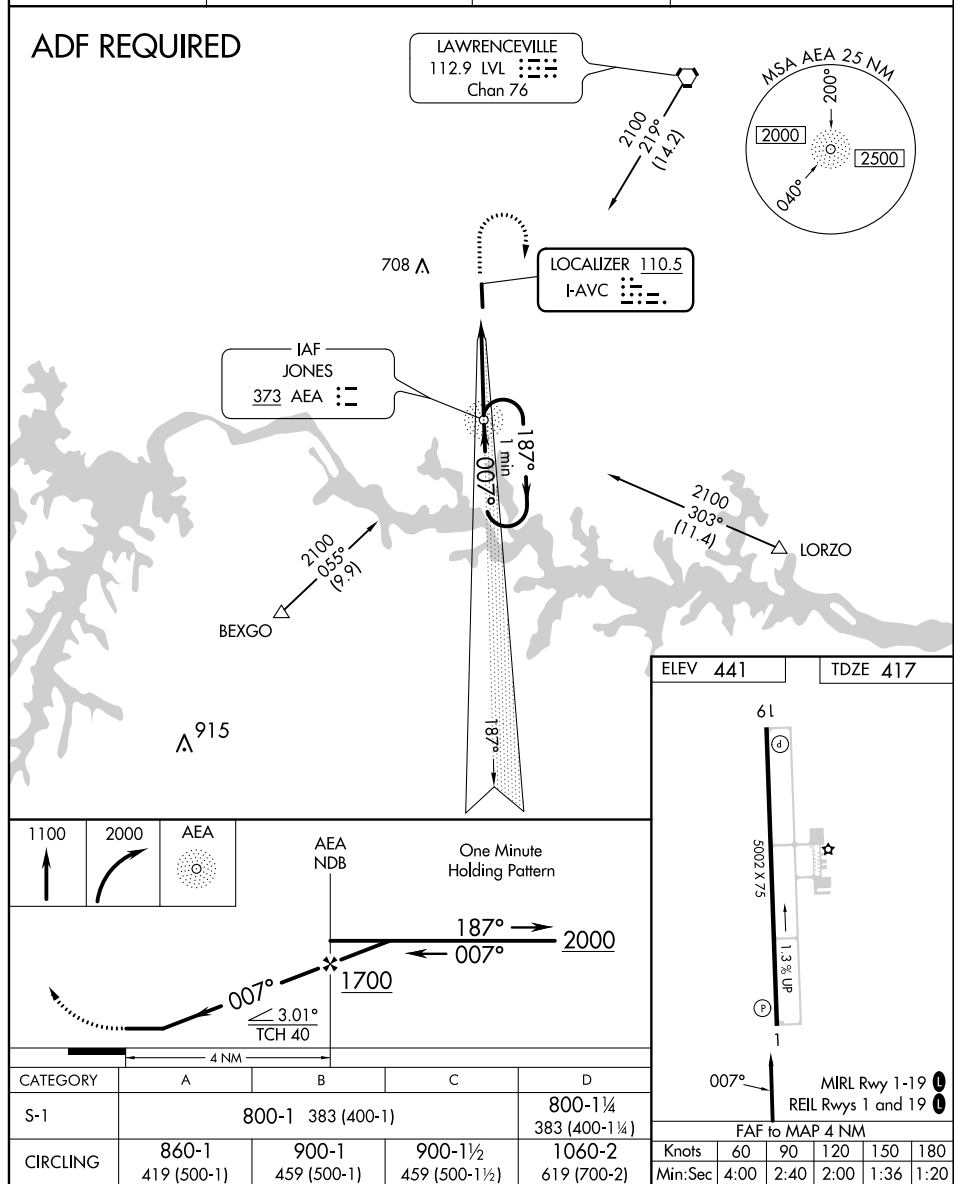 ADF REQUIRED
LAWRENCEVILLE
112.9 LVL
Chan 76
2100
219°
(14.2)
MSA AEA 25 NM
200°
2000
2500
040°
708
LOCALIZER 110.5
I-AVC
IAF
JONES
373 AEA
187°
1 min
007°
2100
303°
(11.4)
LORZO
2100
055°
(9.9)
BEXGO
915
187°
ELEV 441
TDZE 417
19
P
5002 X 75
1.3 % UP
P
1
007°
MIRL Rwy 1-19 L
REIL Rwys 1 and 19 L
FAF to MAP 4 NM
Knots 60 90 120 150 180
Min:Sec 4:00 2:40 2:00 1:36 1:20
1100
2000
AEA
AEA
NDB
One Minute
Holding Pattern
187°
007°
2000
1700
007°
3.01°
TCH 40
4 NM
CATEGORY A B C D
S-1 800-1 383 (400-1) 800-1¼
383 (400-1¼)
CIRCLING 860-1 900-1 900-1½ 1060-2
419 (500-1) 459 (500-1) 459 (500-1½) 619 (700-2)